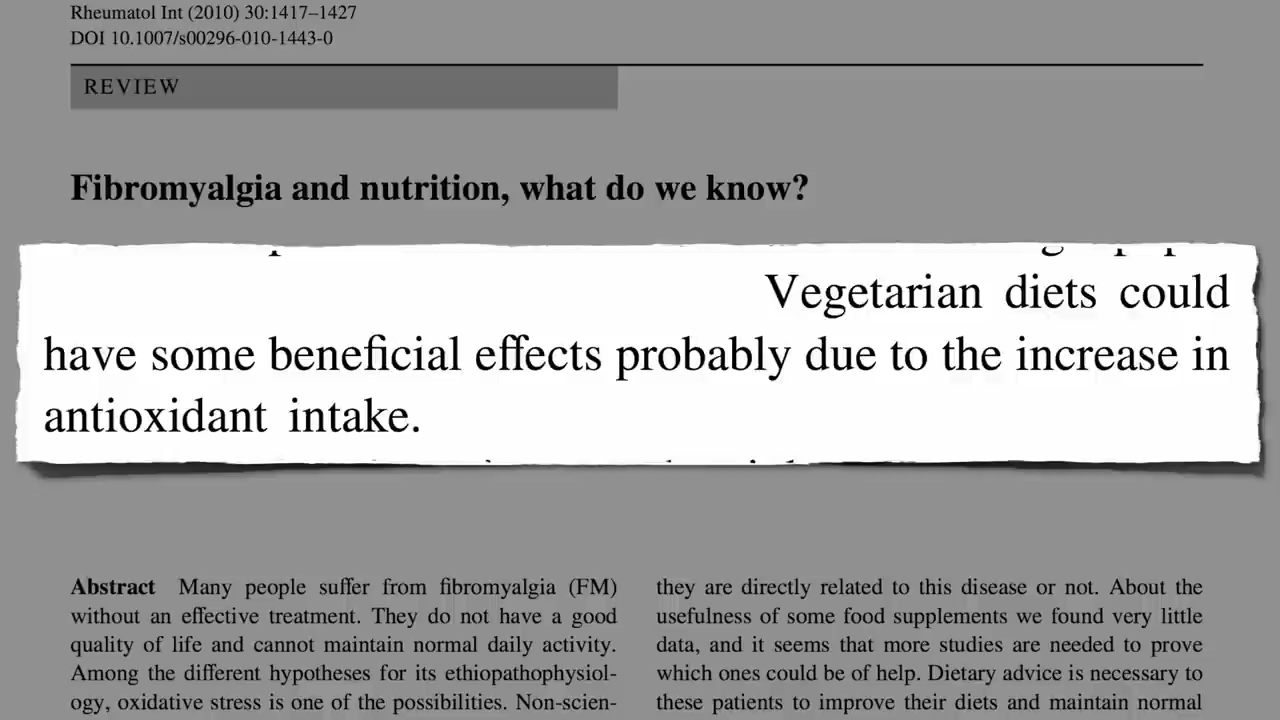 Rheumatol Int (2010) 30:1417–1427
DOI 10.1007/s00296-010-1443-0
REVIEW
Fibromyalgia and nutrition, what do we know?
Vegetarian diets could
have some beneficial effects probably due to the increase in
antioxidant intake.
Abstract Many people suffer from fibromyalgia (FM)
without an effective treatment. They do not have a good
quality of life and cannot maintain normal daily activity.
Among the different hypotheses for its ethiopathophysiol-
ogy, oxidative stress is one of the possibilities. Non-scien-
they are directly related to this disease or not. About the
usefulness of some food supplements we found very little
data, and it seems that more studies are needed to prove
which ones could be of help. Dietary advice is necessary to
these patients to improve their diets and maintain normal